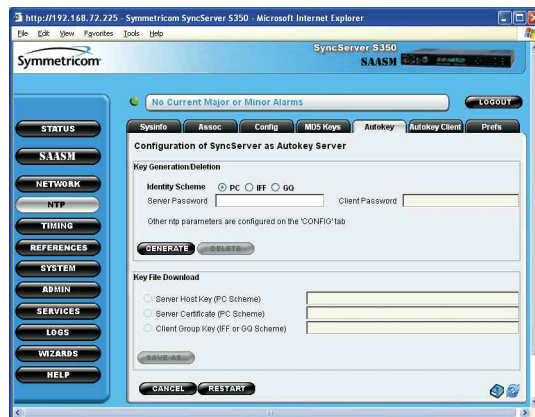 http://192.168.72.225 - Symmetricom SyncServer S350 - Microsoft Internet Explorer
File Edit View Favorites Tools Help
Symmetricom
SyncServer S350
SAASM
No Current Major or Minor Alarms
LOGOUT
STATUS
SAASM
NETWORK
NTP
TIMING
REFERENCES
SYSTEM
ADMIN
SERVICES
LOGS
WIZARDS
HELP
Sysinfo Assoc Config MD5 Keys Autokey Autokey Client Prefs
Configuration of SyncServer as Autokey Server
Key Generation/Deletion
Identity Scheme PC IFF GQ
Server Password Client Password
Other ntp parameters are configured on the 'CONFIG' tab
GENERATE DELETE
Key File Download
Server Host Key (PC Scheme)
Server Certificate (PC Scheme)
Client Group Key (IFF or GQ Scheme)
SAVE AS...
CANCEL RESTART